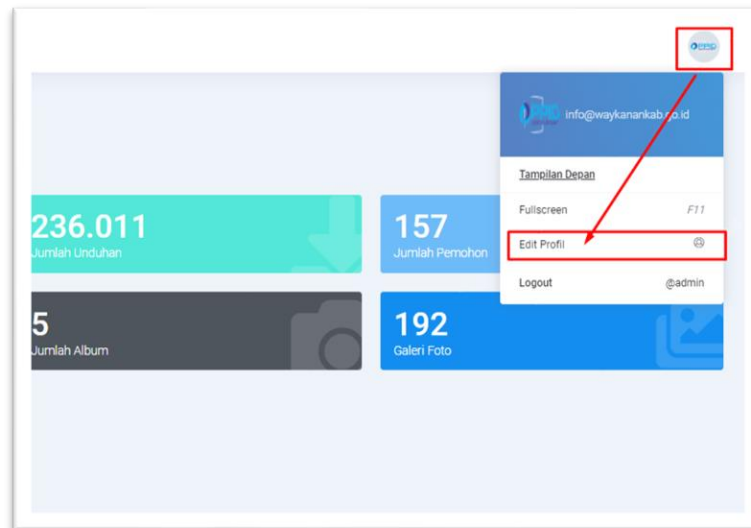 PPID
info@waykanankab.go.id
Tampilan Depan
Fullscreen F11
Edit Profil
Logout @admin
236.011
Jumlah Unduhan
157
Jumlah Pemohon
5
Jumlah Album
192
Galeri Foto